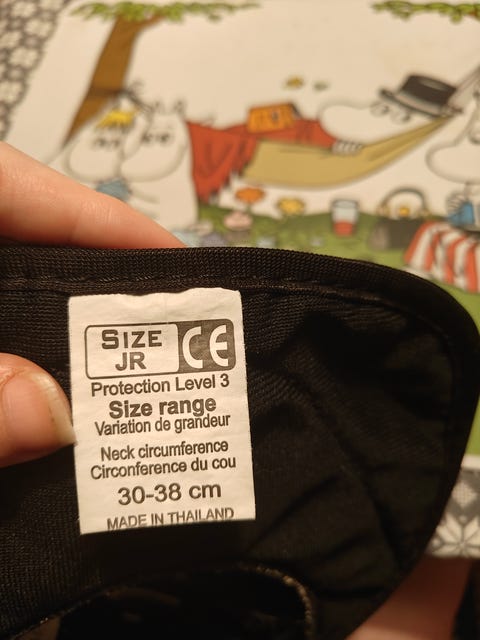 SIZE CE
JR
Protection Level 3
Size range
Variation de grandeur
Neck circumference
Circonference du cou
30-38 cm
MADE IN THAILAND